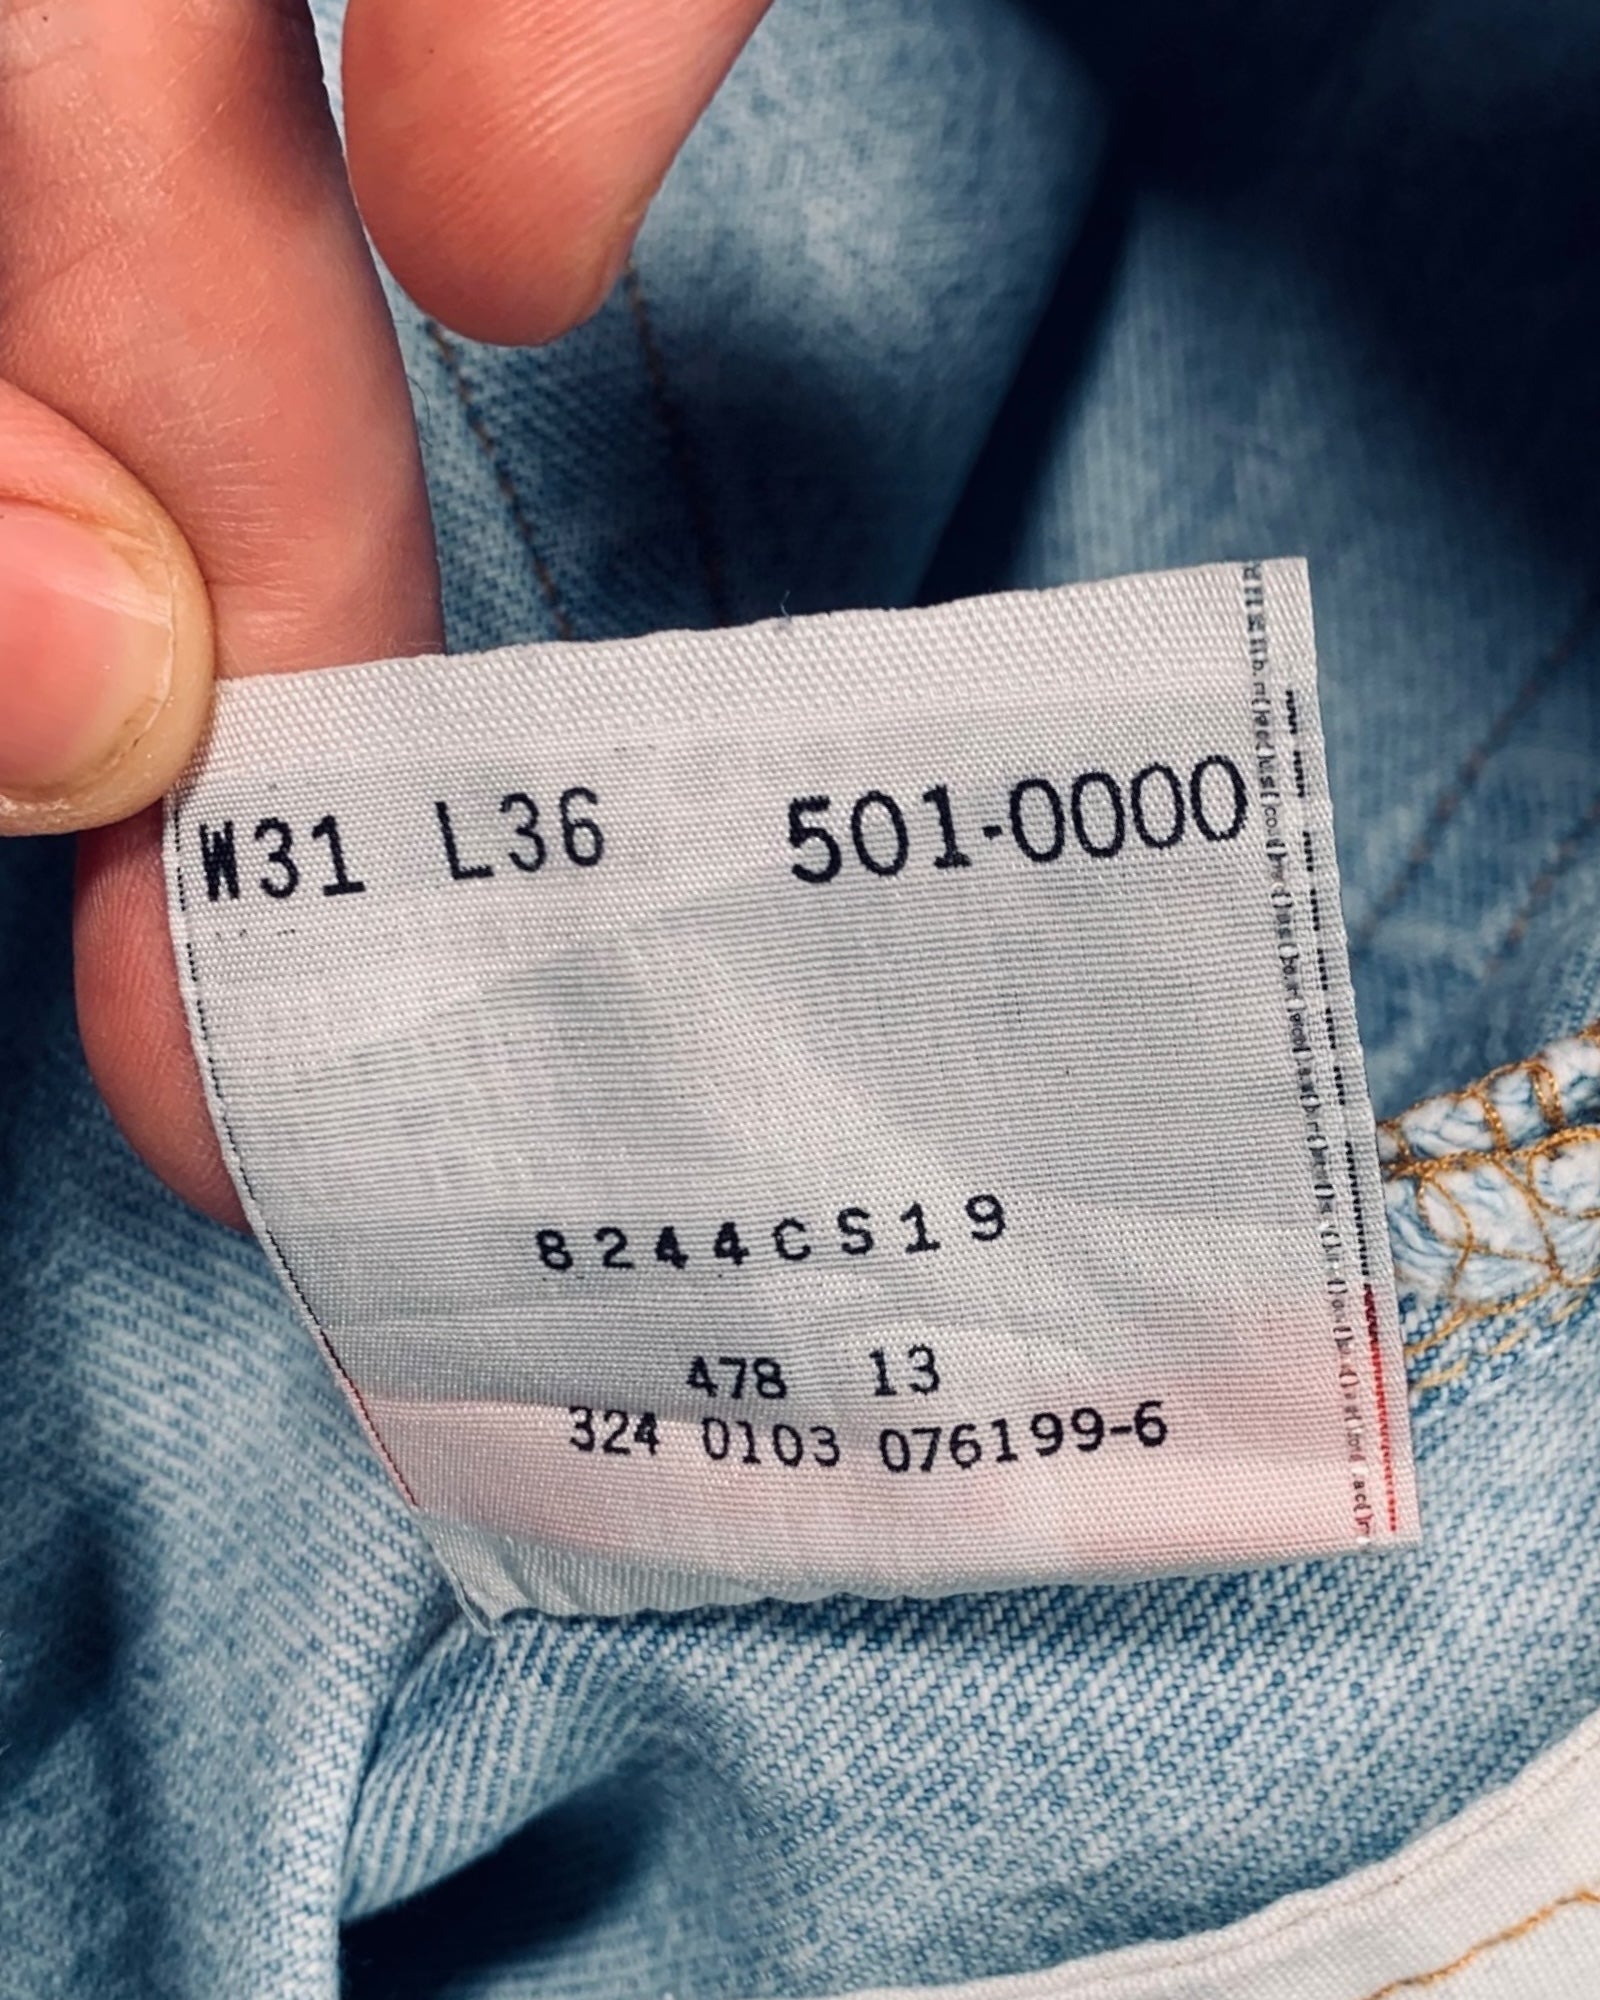 W31 L36 501-0000
8244CS19
478 13
324 0103 076199-6